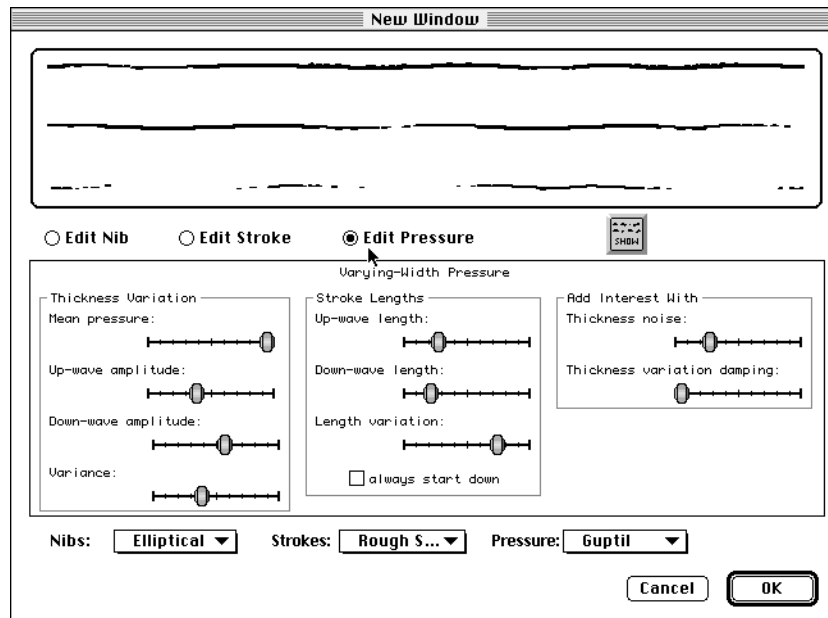 New Window
Edit Nib
Edit Stroke
Edit Pressure
SHOW
Varying-Width Pressure
Thickness Variation
Mean pressure:
Up-wave amplitude:
Down-wave amplitude:
Variance:
Stroke Lengths
Up-wave length:
Down-wave length:
Length variation:
always start down
Add Interest With
Thickness noise:
Thickness variation damping:
Nibs: Elliptical
Strokes: Rough S...
Pressure: Guptil
Cancel
OK